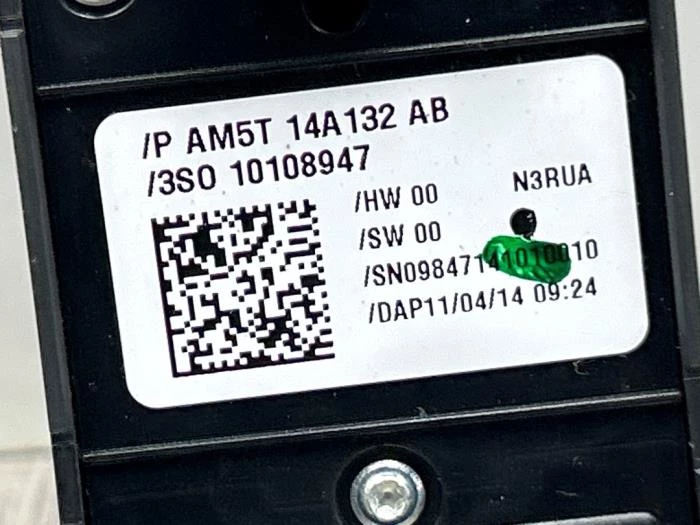 /P AM5T 14A132 AB
/3SO 10108947
/HW 00 N3RUA
/SW 00
/SN09847141010010
/DAP11/04/14 09:24